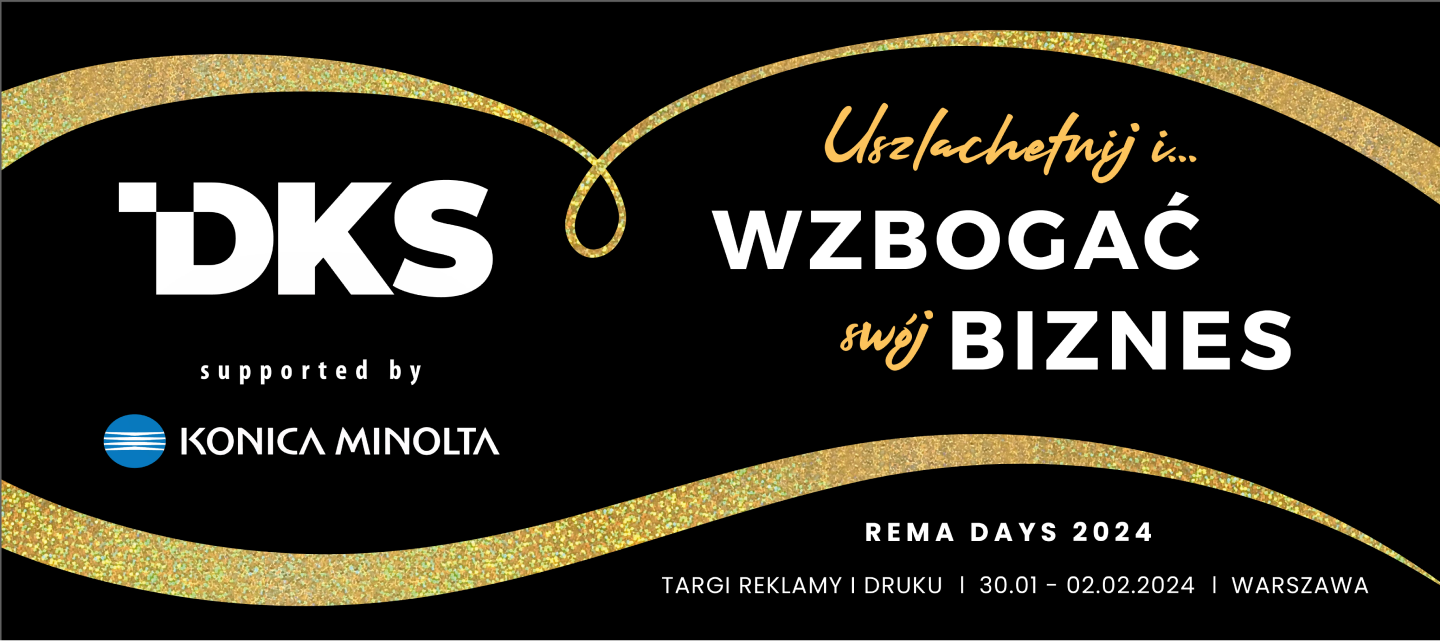 DKS
supported by
KONICA MINOLTA
Uszlachetnij i...
WZBOGAĆ
swój BIZNES
REMA DAYS 2024
TARGI REKLAMY I DRUKU | 30.01 - 02.02.2024 | WARSZAWA